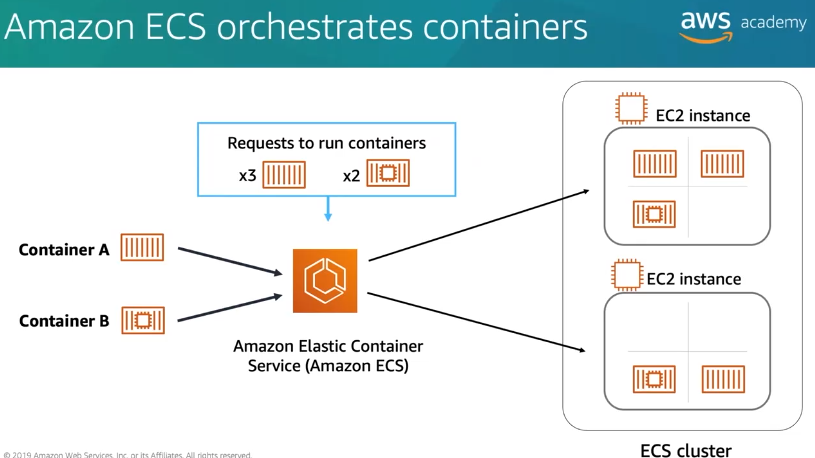 Amazon ECS orchestrates containers
aws academy
Requests to run containers
x3
x2
Container A
Container B
Amazon Elastic Container
Service (Amazon ECS)
EC2 instance
EC2 instance
ECS cluster
© 2019 Amazon Web Services, Inc. or its Affiliates. All rights reserved.